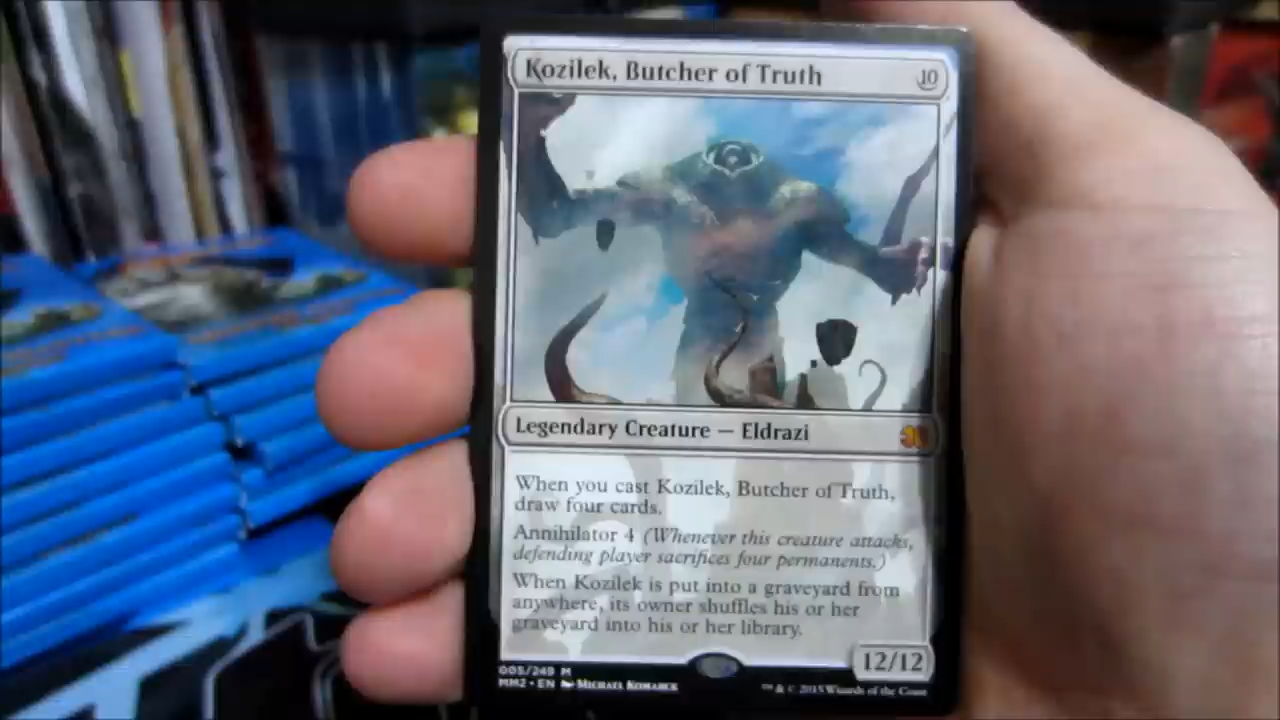 Kozilek, Butcher of Truth
10
Legendary Creature — Eldrazi
When you cast Kozilek, Butcher of Truth,
draw four cards.
Annihilator 4 (Whenever this creature attacks,
defending player sacrifices four permanents.)
When Kozilek is put into a graveyard from
anywhere, its owner shuffles his or her
graveyard into his or her library.
12/12
005/249 M
MM2 • EN Michael Komarck
™ & © 2015 Wizards of the Coast